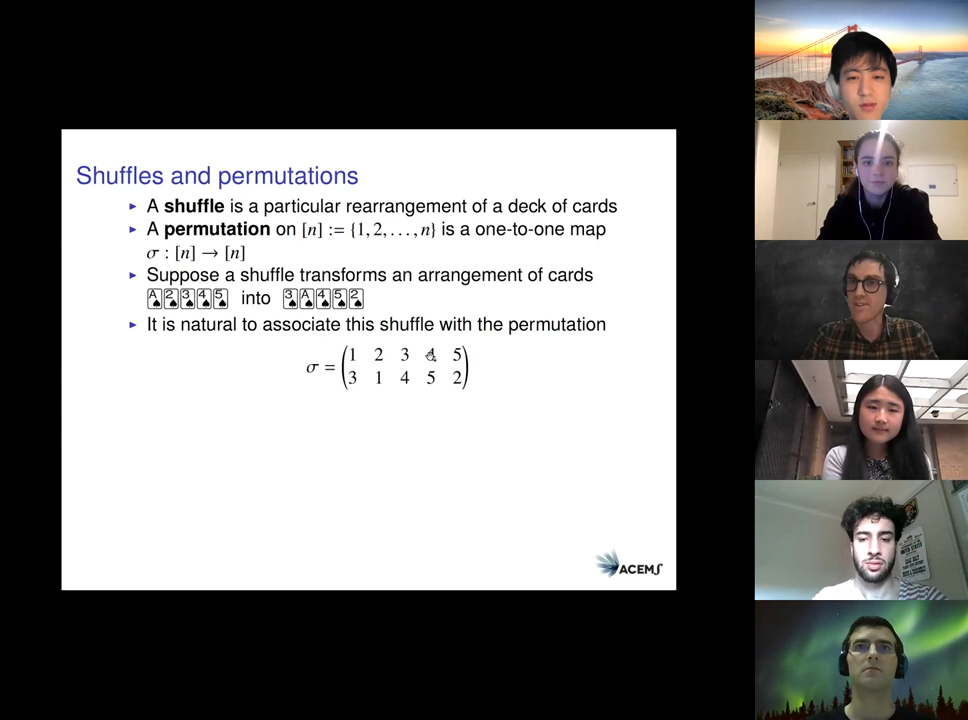 Shuffles and permutations
▸ A shuffle is a particular rearrangement of a deck of cards
▸ A permutation on [n] := {1, 2, . . . , n} is a one-to-one map
σ : [n] → [n]
▸ Suppose a shuffle transforms an arrangement of cards
A♠ 2♠ 3♠ 4♠ 5♠ into 3♠ A♠ 4♠ 5♠ 2♠
▸ It is natural to associate this shuffle with the permutation
σ = (1 2 3 4 5
3 1 4 5 2)
ACEMS